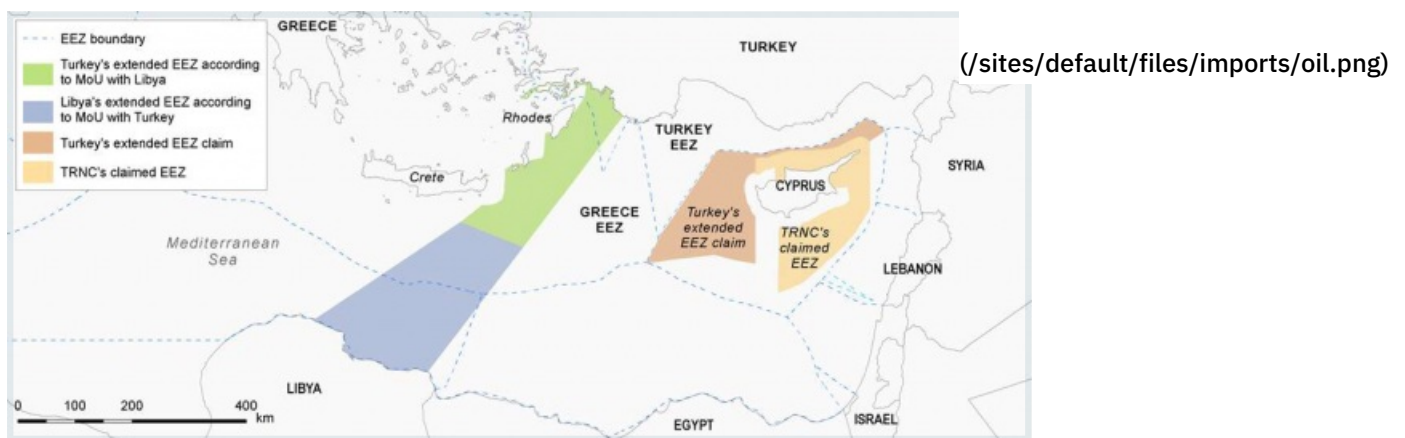 EEZ boundary
Turkey's extended EEZ according
to MoU with Libya
Libya's extended EEZ according
to MoU with Turkey
Turkey's extended EEZ claim
TRNC's claimed EEZ
GREECE
TURKEY
(/sites/default/files/imports/oil.png)
Rhodes
TURKEY
EEZ
SYRIA
Crete
CYPRUS
GREECE
EEZ
Turkey's
extended
EEZ claim
TRNC's
claimed
EEZ
Mediterranean
Sea
LEBANON
LIBYA
0 100 200 400
km
EGYPT
ISRAEL